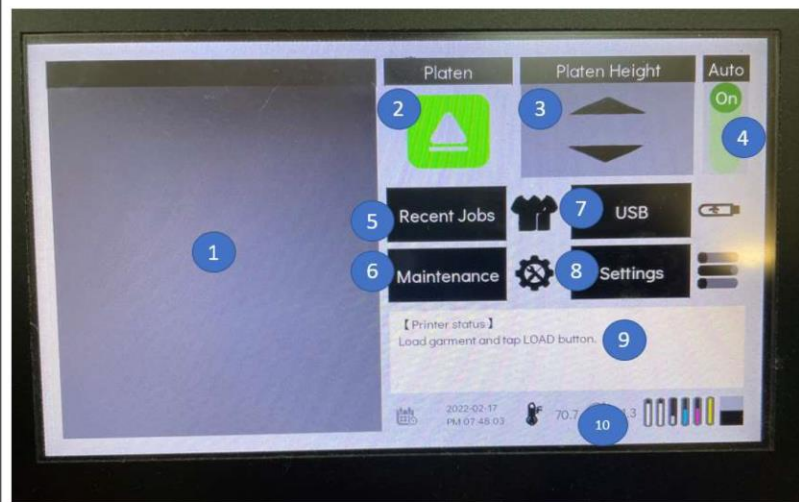 Platen
Platen Height
Auto
2
3
On
4
5
Recent Jobs
7
USB
1
6
Maintenance
8
Settings
【Printer status】
Load garment and tap LOAD button.
9
2022-02-17
PM 07:48:03
F
70.7
10